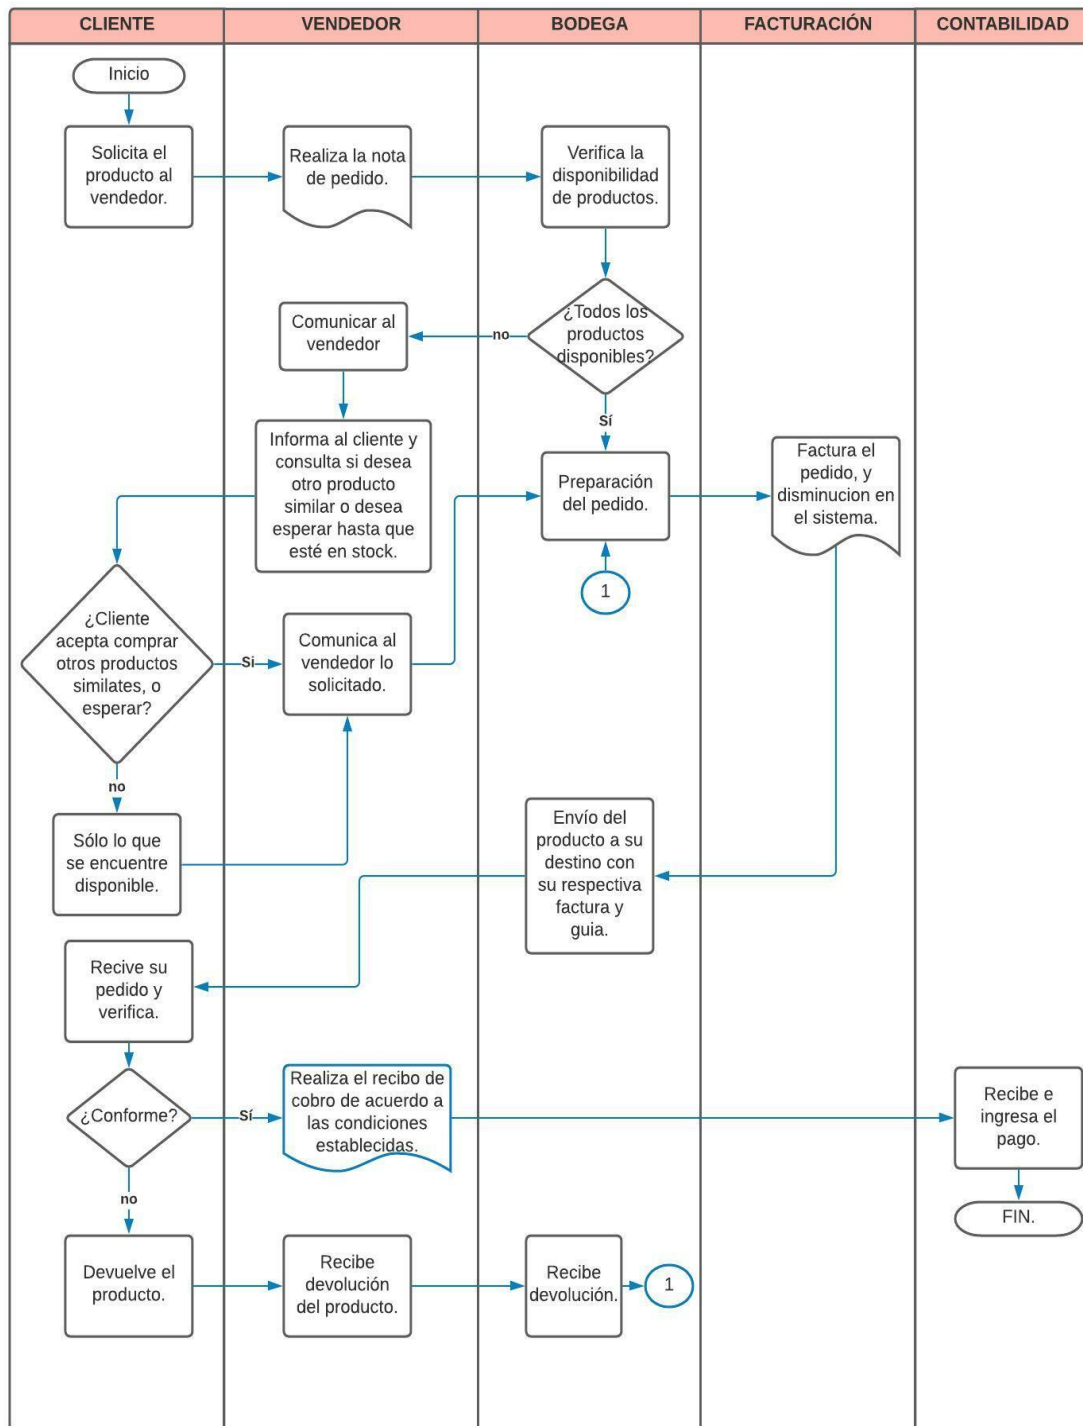 CLIENTE
VENDEDOR
BODEGA
FACTURACIÓN
CONTABILIDAD
Inicio
Solicita el
producto al
vendedor.
Realiza la nota
de pedido.
Verifica la
disponibilidad
de productos.
¿Todos los
productos
disponibles?
no
Comunicar al
vendedor
Sí
Informa al cliente y
consulta si desea
otro producto
similar o desea
esperar hasta que
esté en stock.
Preparación
del pedido.
Factura el
pedido, y
disminucion en
el sistema.
1
¿Cliente
acepta comprar
otros productos
similates, o
esperar?
Si
Comunica al
vendedor lo
solicitado.
no
Sólo lo que
se encuentre
disponible.
Envío del
producto a su
destino con
su respectiva
factura y
guia.
Recive su
pedido y
verifica.
¿Conforme?
Sí
Realiza el recibo de
cobro de acuerdo a
las condiciones
establecidas.
Recibe e
ingresa el
pago.
FIN.
no
Devuelve el
producto.
Recibe
devolución
del producto.
Recibe
devolución.
1